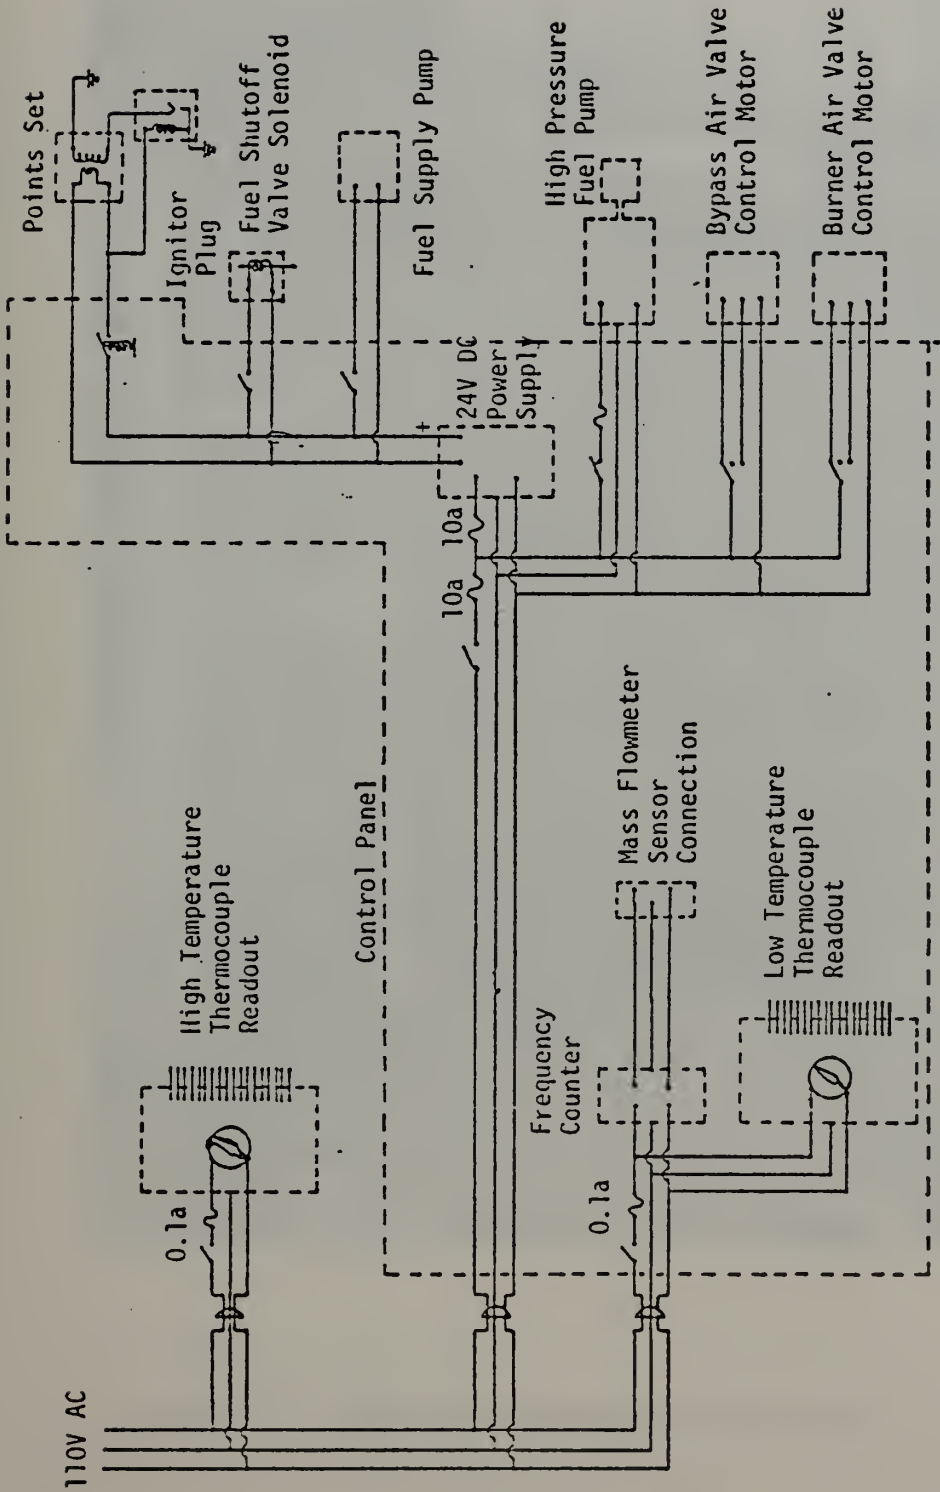 110V AC
High Temperature
Thermocouple
Readout
0.1a
Control Panel
Points Set
Ignitor
Plug
Fuel Shutoff
Valve Solenoid
Fuel Supply Pump
+
24V DC
Power
Supply
10a
10a
High Pressure
Fuel Pump
Bypass Air Valve
Control Motor
Burner Air Valve
Control Motor
Frequency
Counter
Mass Flowmeter
Sensor
Connection
0.1a
Low Temperature
Thermocouple
Readout